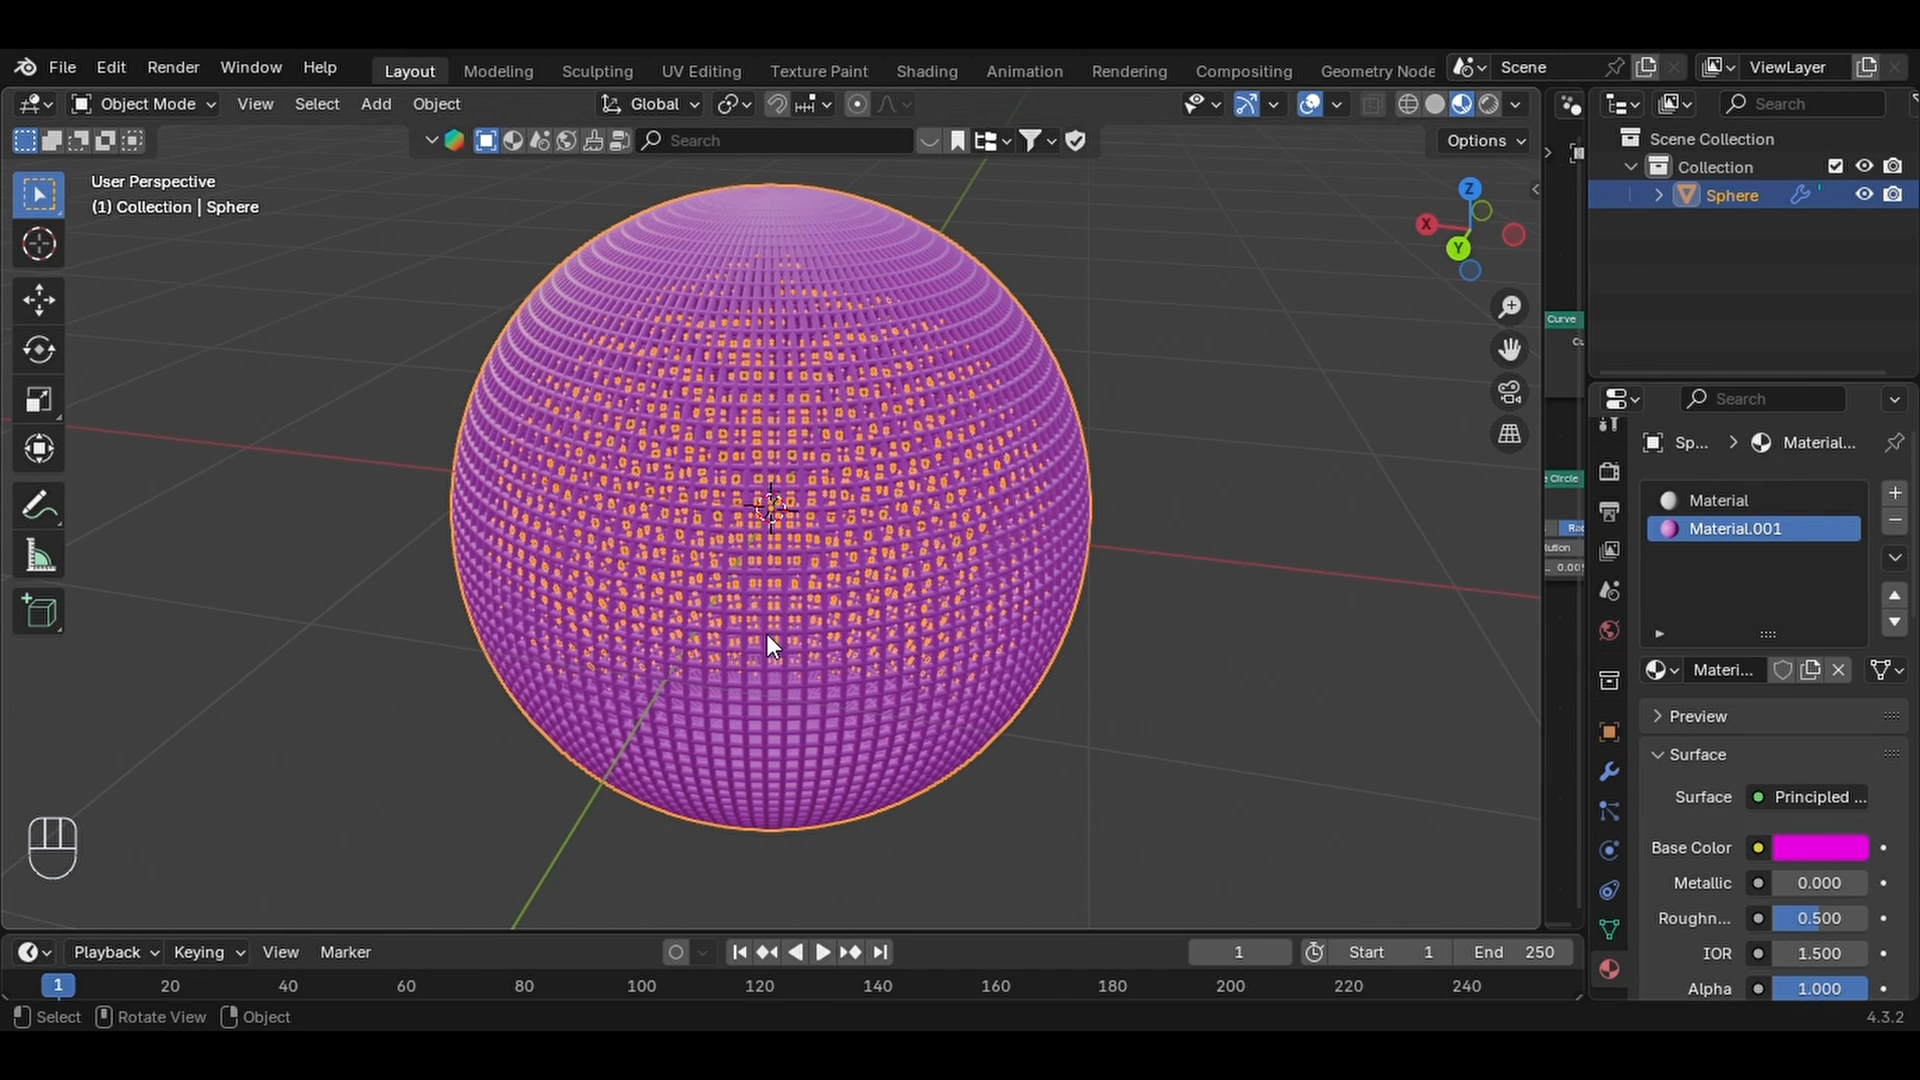 File Edit Render Window Help Layout Modeling Sculpting UV Editing Texture Paint Shading Animation Rendering Compositing Geometry Node Scene ViewLayer
Object Mode View Select Add Object Global Search
Search Options
Scene Collection
Collection
Sphere
User Perspective
(1) Collection | Sphere
Z
X
Y
Curve
Search
Sp... > Material...
e Circle
Material
Material.001
lution
0.00
Materi...
Preview
Surface
Surface Principled ...
Base Color
Metallic 0.000
Roughn... 0.500
IOR 1.500
Alpha 1.000
Playback Keying View Marker 1 Start 1 End 250
1 20 40 60 80 100 120 140 160 180 200 220 240
Select Rotate View Object 4.3.2